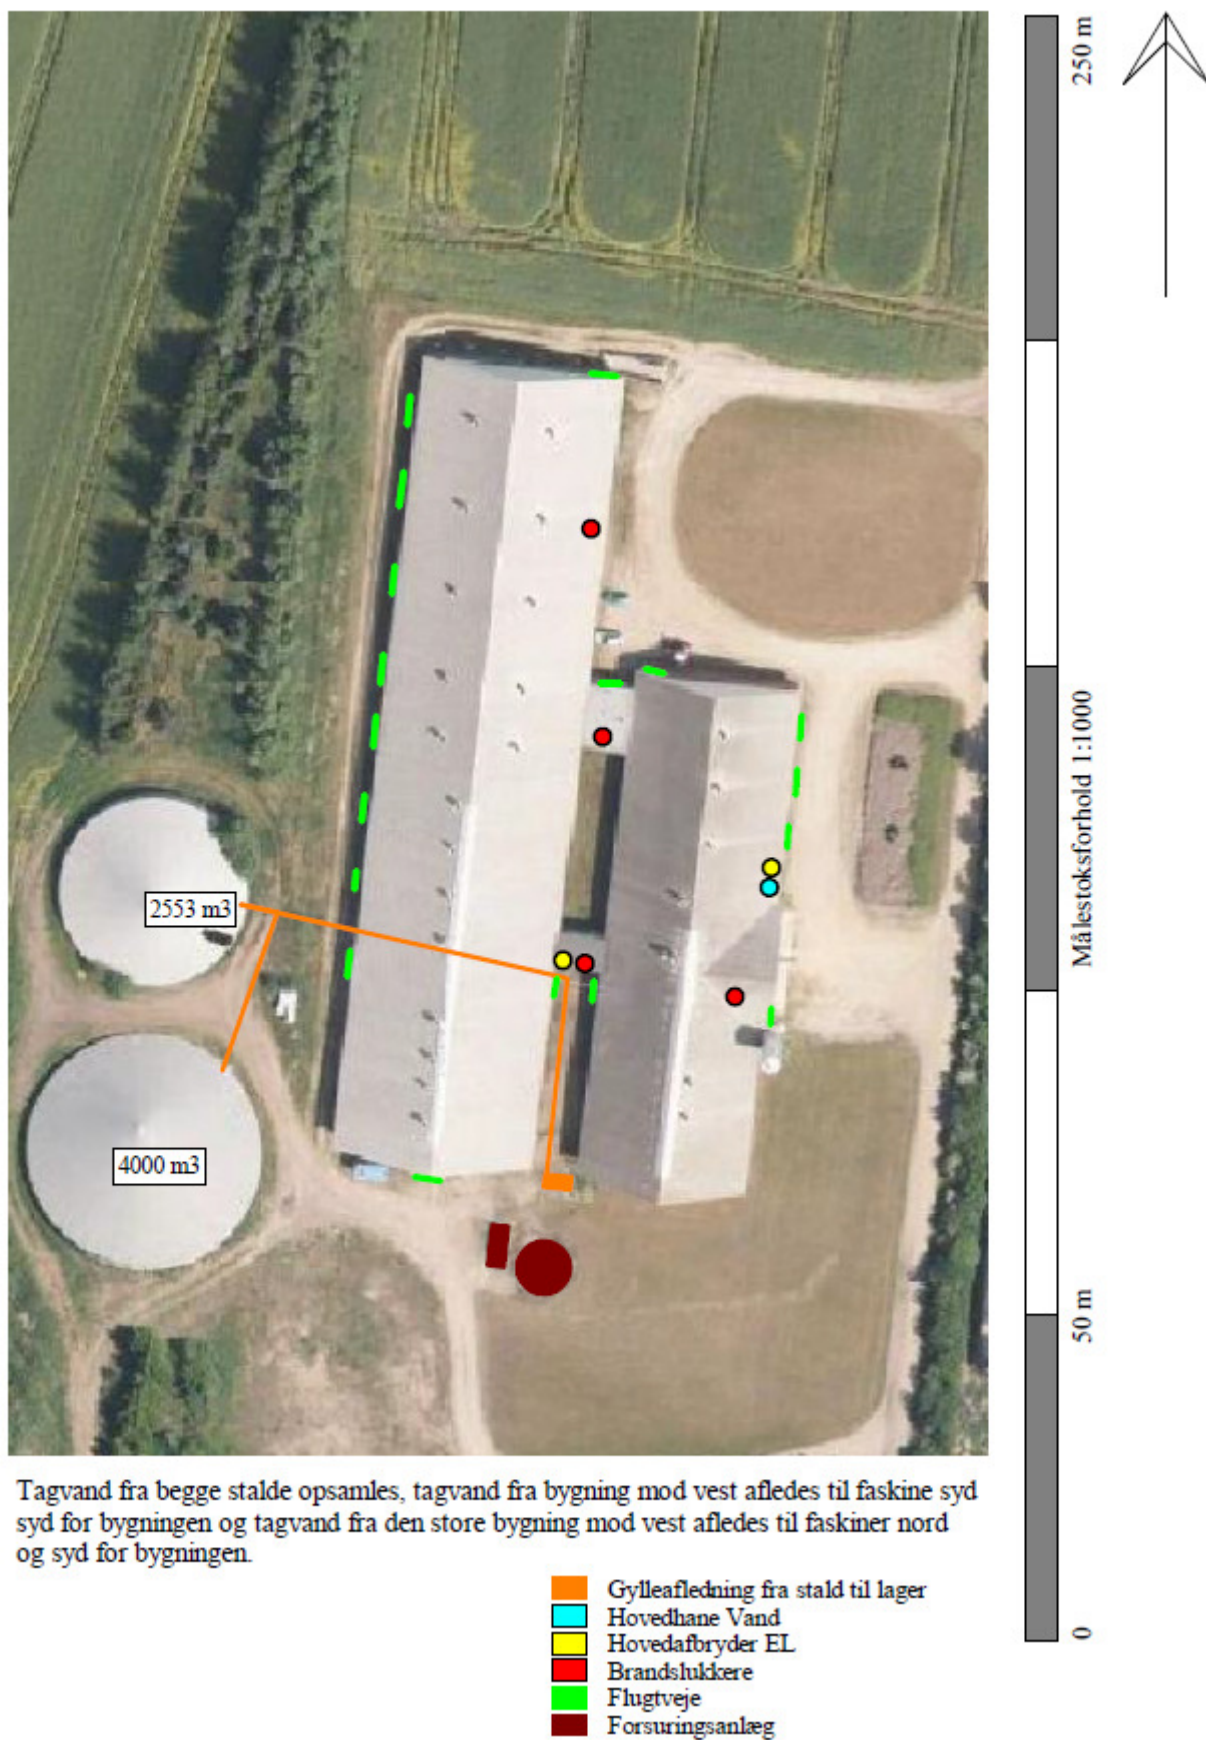 250 m
Målestoksforhold 1:1000
50 m
0
2553 m3
4000 m3
Tagvand fra begge stalde opsamles, tagvand fra bygning mod vest afledes til faskine syd
syd for bygningen og tagvand fra den store bygning mod vest afledes til faskiner nord
og syd for bygningen.
Gylleafledning fra stald til lager
Hovedhane Vand
Hovedafbryder EL
Brandslukkere
Flugtveje
Forsuringsanlæg